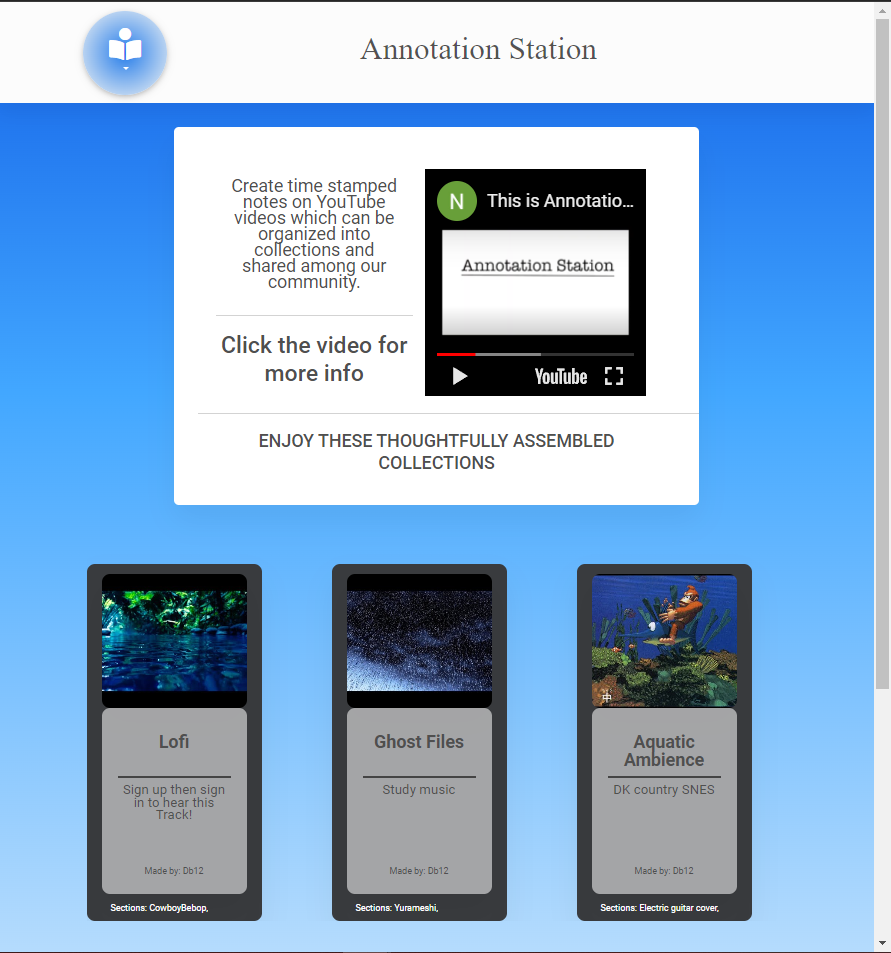 Annotation Station
Create time stamped
notes on YouTube
videos which can be
organized into
collections and
shared among our
community.
Click the video for
more info
N
This is Annotatio...
Annotation Station
YouTube
ENJOY THESE THOUGHTFULLY ASSEMBLED
COLLECTIONS
Lofi
Sign up then sign
in to hear this
Track!
Made by: Db12
Sections: CowboyBebop,
Ghost Files
Study music
Made by: Db12
Sections: Yurameshi,
Aquatic
Ambience
DK country SNES
Made by: Db12
Sections: Electric guitar cover,